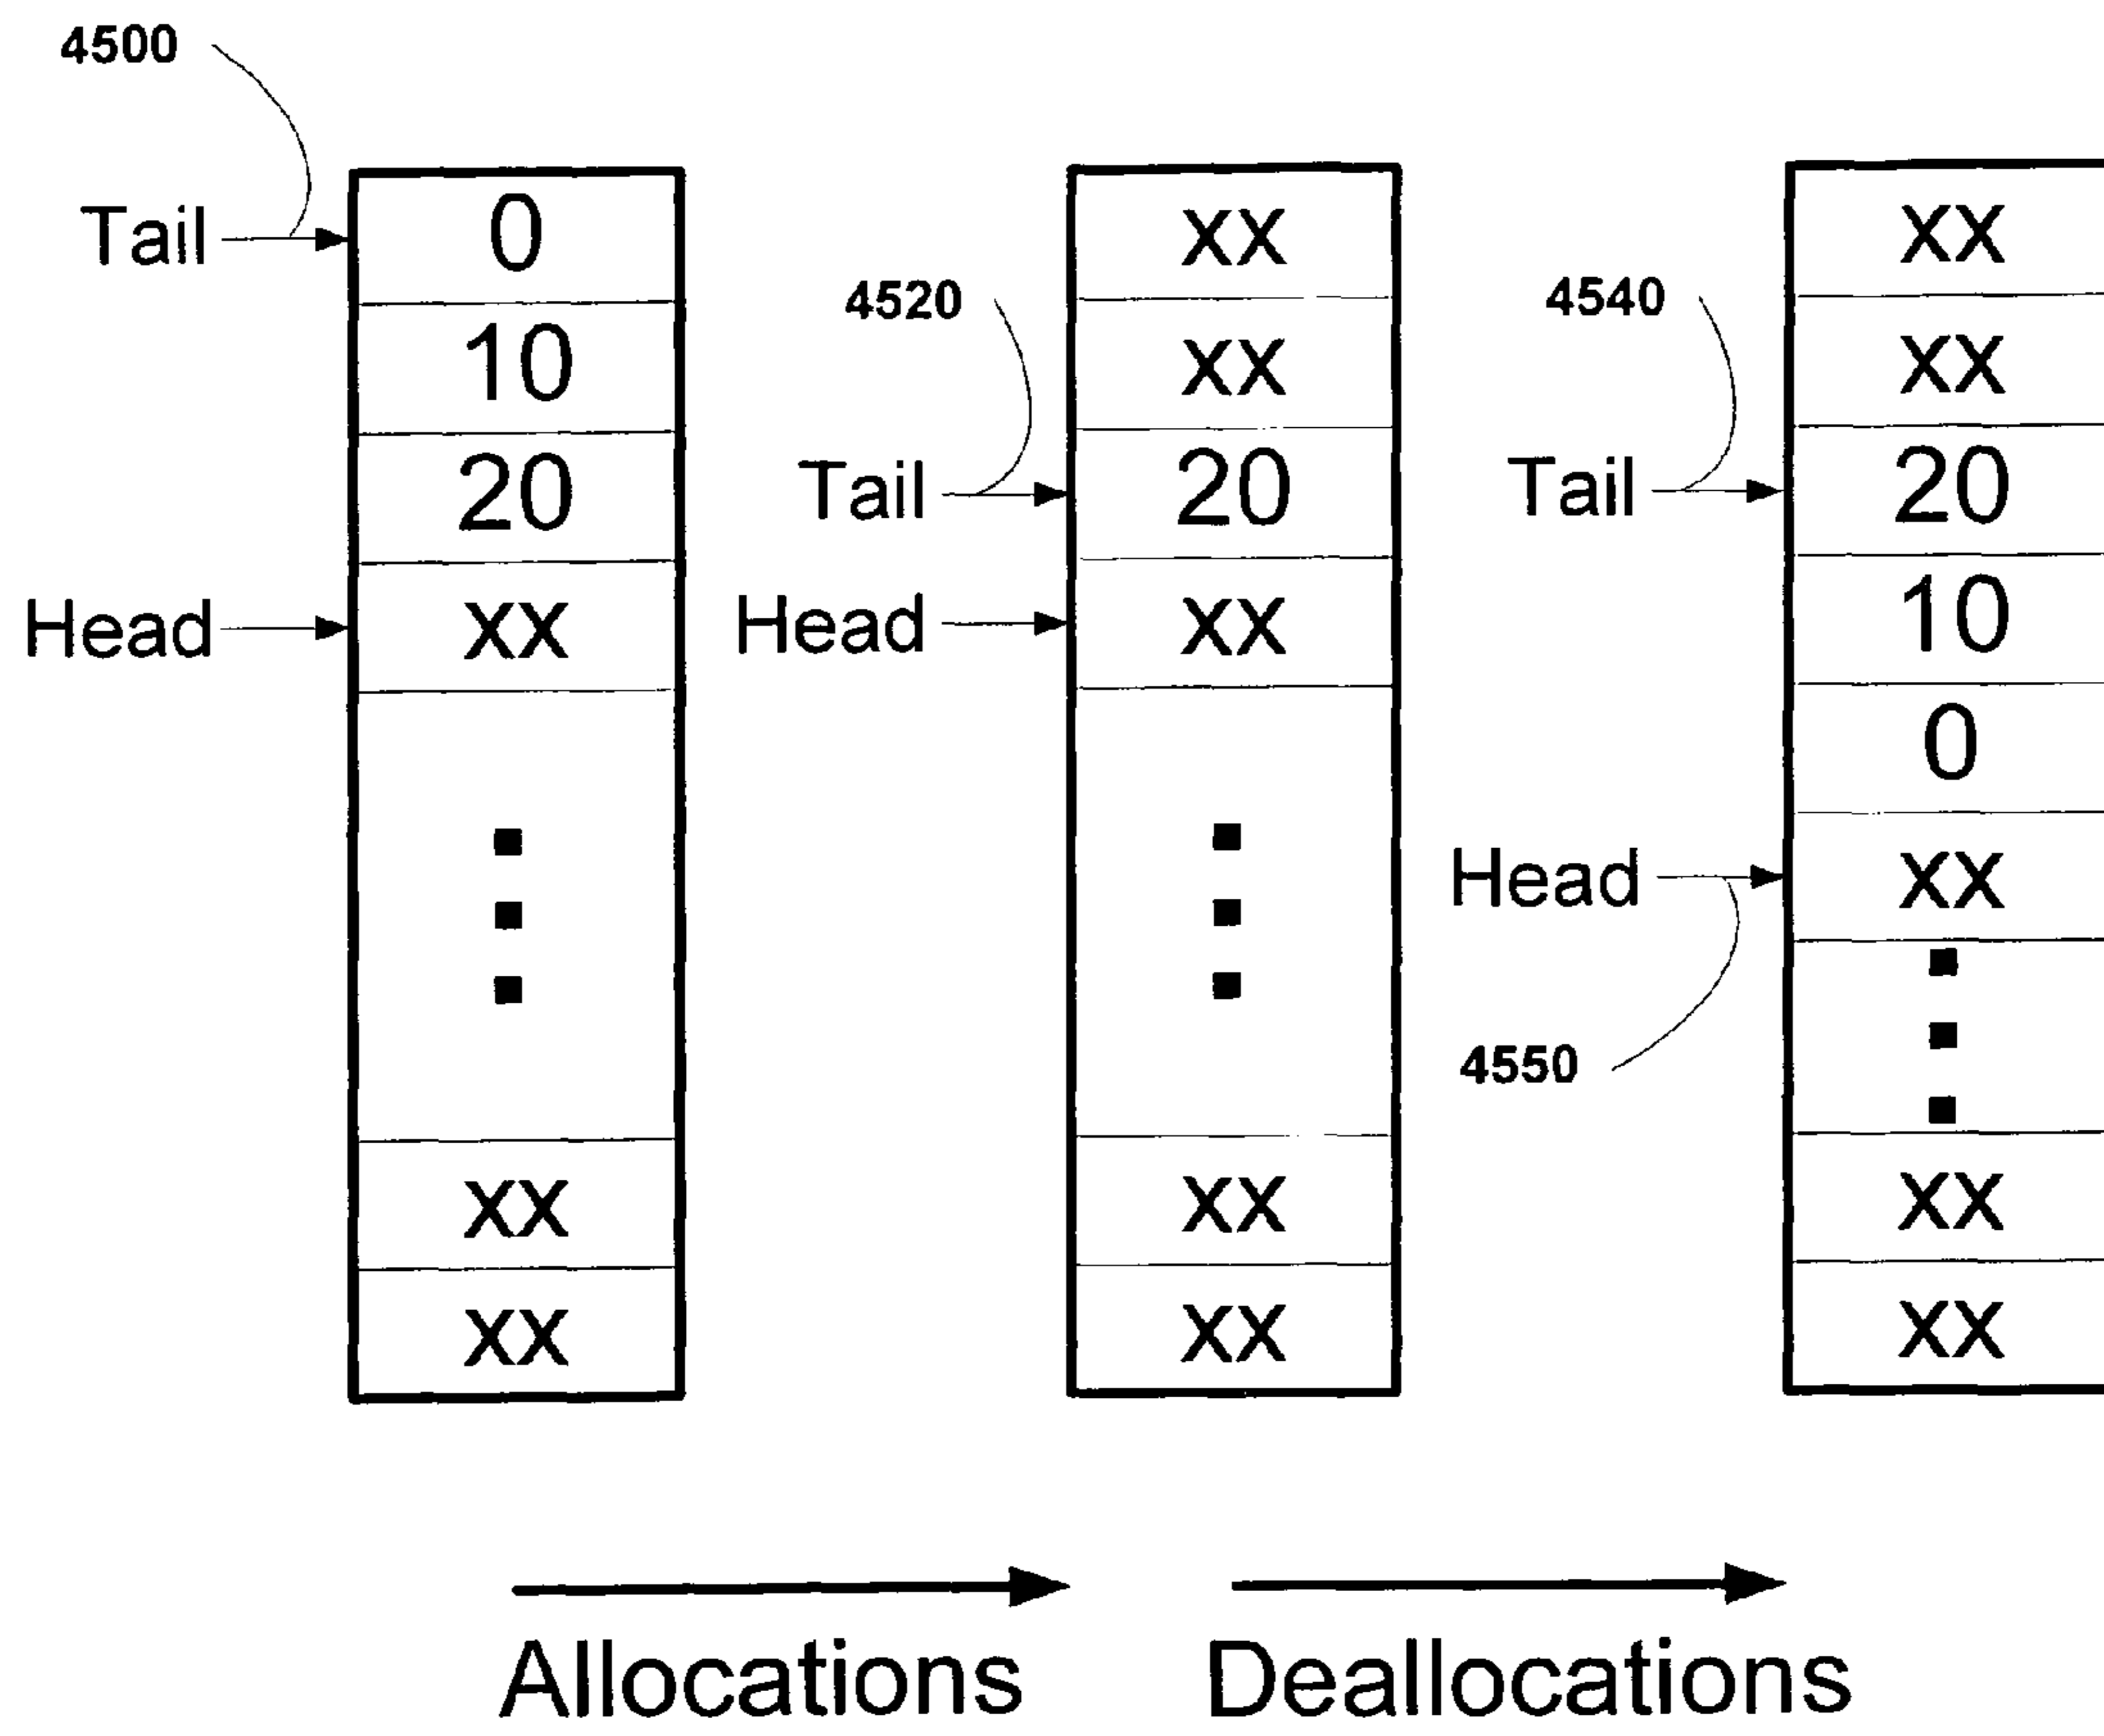 4500
Tail
0
10
20
Head
xx
xx
xx
4520
xx
xx
Tail
20
Head
xx
xx
xx
4540
xx
xx
Tail
20
10
0
Head
xx
4550
xx
xx
Allocations
Deallocations